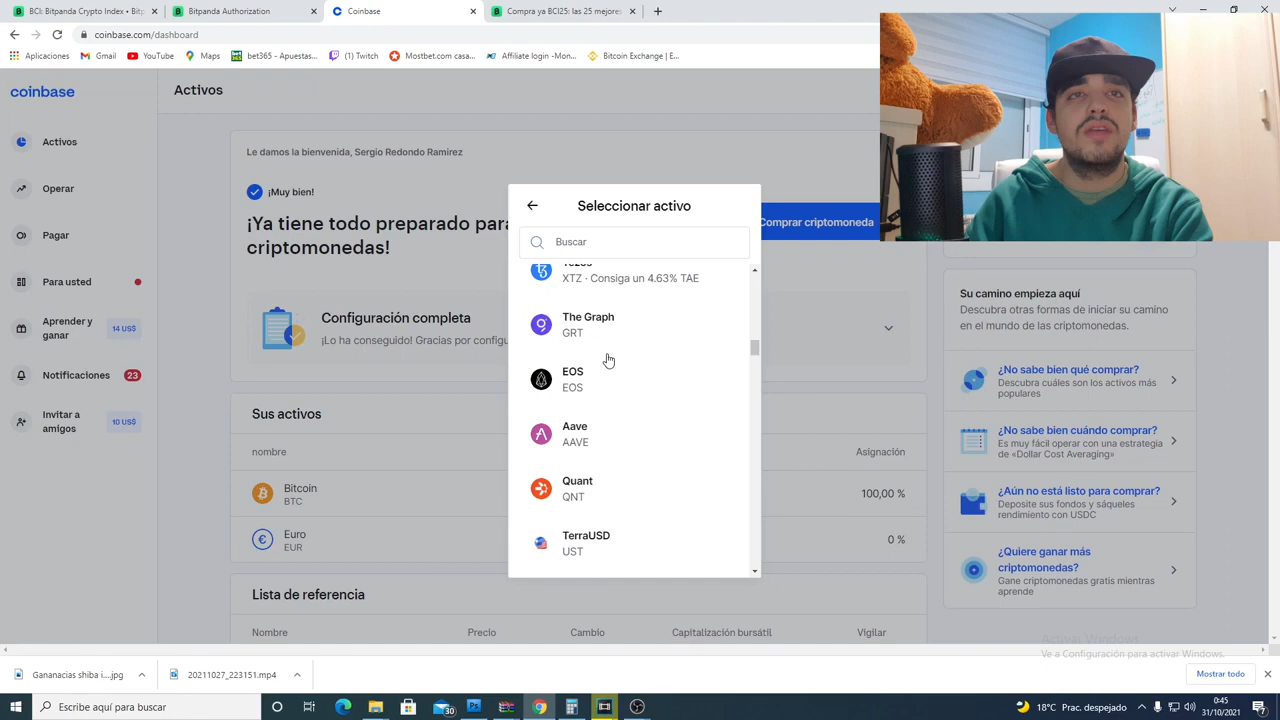 BCI: Bitpanda Crypto Index • Bitp
Bitpanda Authorization
Coinbase
Compra ya BCI25: las 25 mejores
coinbase.com/dashboard
Aplicaciones
Gmail
YouTube
Maps
bet365 - Apuestas...
(1) Twitch
Mostbet.com casa...
Affiliate login -Mon...
Bitcoin Exchange | E...
coinbase
Activos
Activos
Operar
Pagar
Para usted
Aprender y
ganar
14 US$
Notificaciones
23
Invitar a
amigos
10 US$
Le damos la bienvenida, Sergio Redondo Ramirez
¡Muy bien!
¡Ya tiene todo preparado para
criptomonedas!
Comprar criptomoneda
Configuración completa
¡Lo ha conseguido! Gracias por configu
Sus activos
nombre
Asignación
Bitcoin
BTC
100,00 %
Euro
EUR
0 %
Lista de referencia
Nombre
Precio
Cambio
Capitalización bursátil
Vigilar
Seleccionar activo
Buscar
Tezos
XTZ · Consiga un 4.63% TAE
The Graph
GRT
EOS
EOS
Aave
AAVE
Quant
QNT
TerraUSD
UST
Su camino empieza aquí
Descubra otras formas de iniciar su camino
en el mundo de las criptomonedas.
¿No sabe bien qué comprar?
Descubra cuáles son los activos más
populares
¿No sabe bien cuándo comprar?
Es muy fácil operar con una estrategia
de «Dollar Cost Averaging»
¿Aún no está listo para comprar?
Deposite sus fondos y sáqueles
rendimiento con USDC
¿Quiere ganar más
criptomonedas?
Gane criptomonedas gratis mientras
aprende
Activar Windows
Ve a Configuración para activar Windows.
Gananacias shiba i....jpg
20211027_223151.mp4
Mostrar todo
Escribe aquí para buscar
30
18°C Prac. despejado
0:45
31/10/2021
7